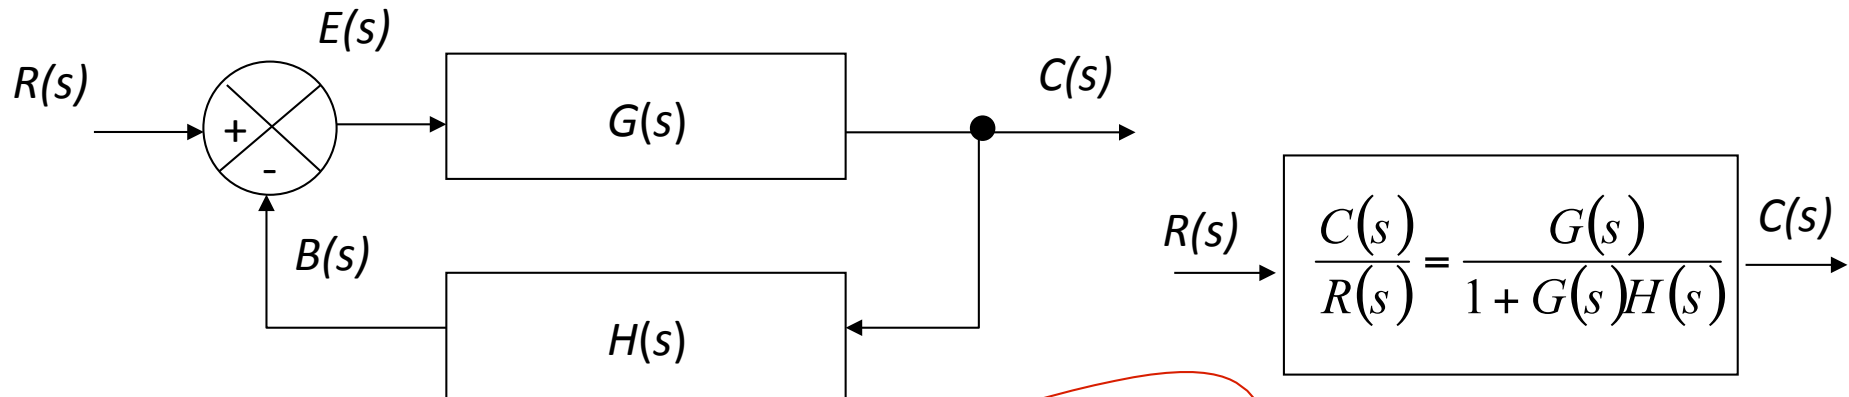 E(s)
R(s)
+
-
G(s)
C(s)
B(s)
H(s)
R(s)
C(s)/R(s) = G(s)/(1 + G(s)H(s))
C(s)